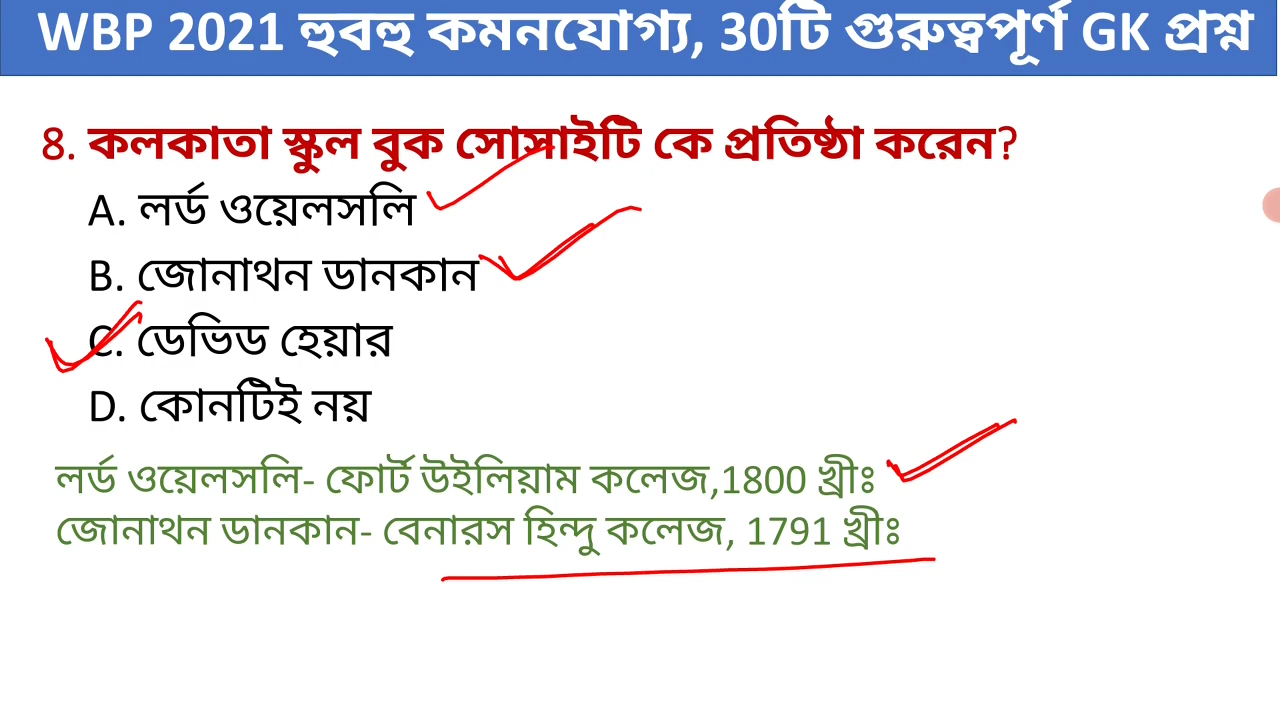 WBP 2021 হুবহু কমনযোগ্য, 30টি গুরুত্বপূর্ণ GK প্রশ্ন
8. কলকাতা স্কুল বুক সোসাইটি কে প্রতিষ্ঠা করেন?
A. লর্ড ওয়েলসলি
B. জোনাথন ডানকান
C. ডেভিড হেয়ার
D. কোনটিই নয়
লর্ড ওয়েলসলি- ফোর্ট উইলিয়াম কলেজ,1800 খ্রীঃ
জোনাথন ডানকান- বেনারস হিন্দু কলেজ, 1791 খ্রীঃ